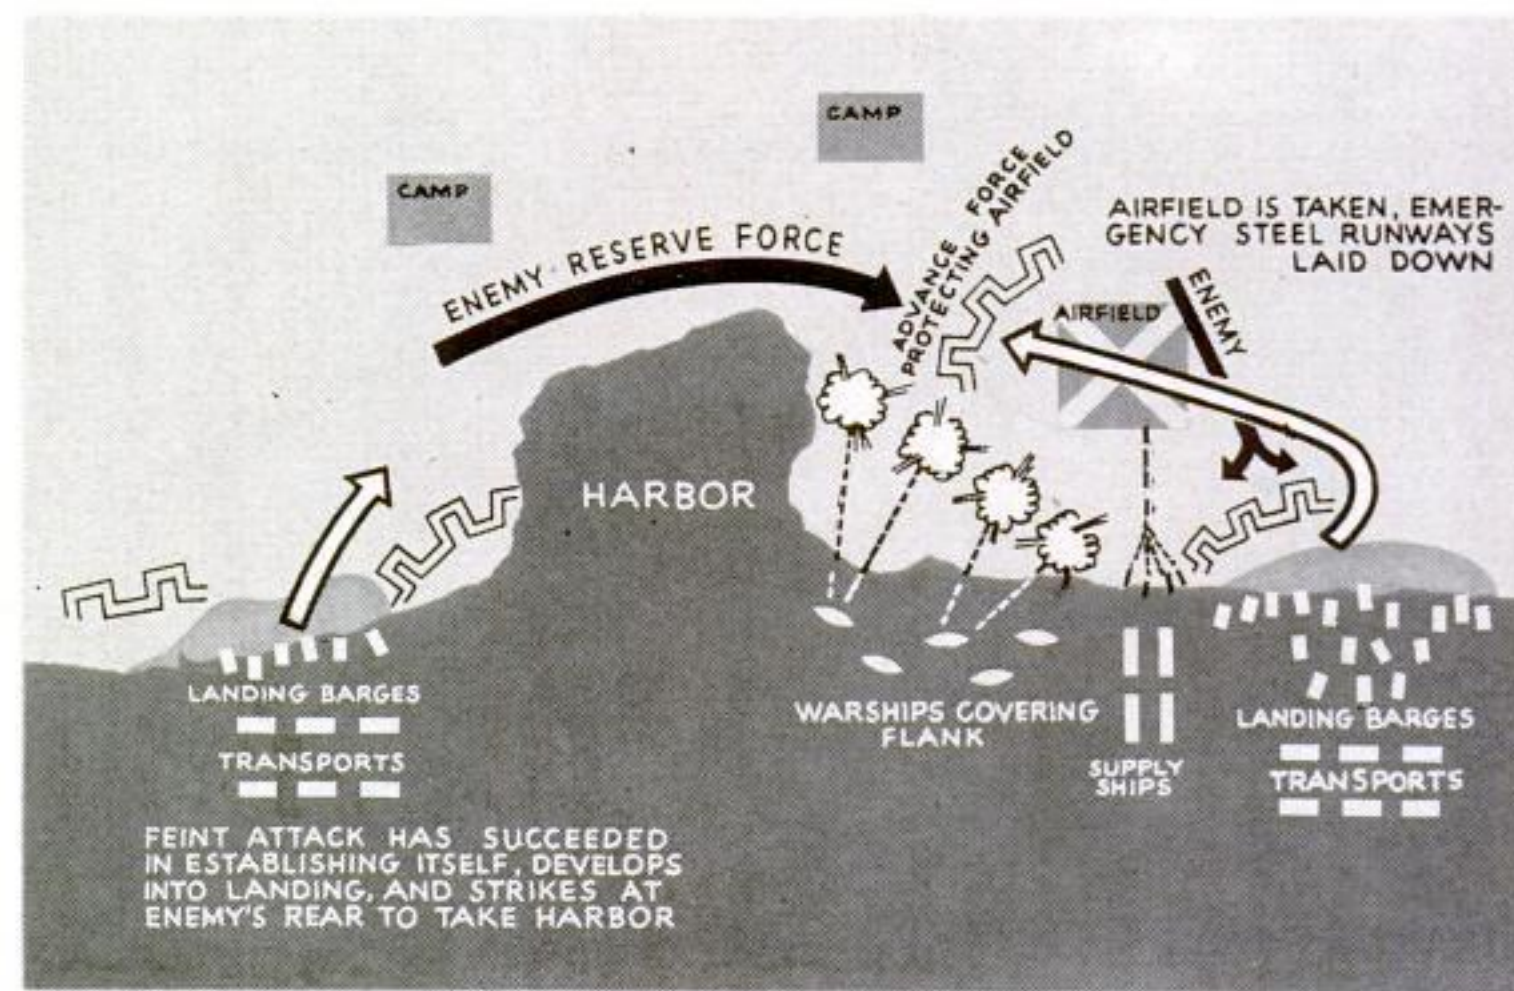 CAMP
CAMP
ENEMY RESERVE FORCE
ADVANCE FORCE
PROTECTING AIRFIELD
AIRFIELD IS TAKEN, EMER-
GENCY STEEL RUNWAYS
LAID DOWN
ENEMY
AIRFIELD
HARBOR
LANDING BARGES
TRANSPORTS
WARSHIPS COVERING
FLANK
SUPPLY
SHIPS
LANDING BARGES
TRANSPORTS
FEINT ATTACK HAS SUCCEEDED
IN ESTABLISHING ITSELF, DEVELOPS
INTO LANDING, AND STRIKES AT
ENEMY'S REAR TO TAKE HARBOR